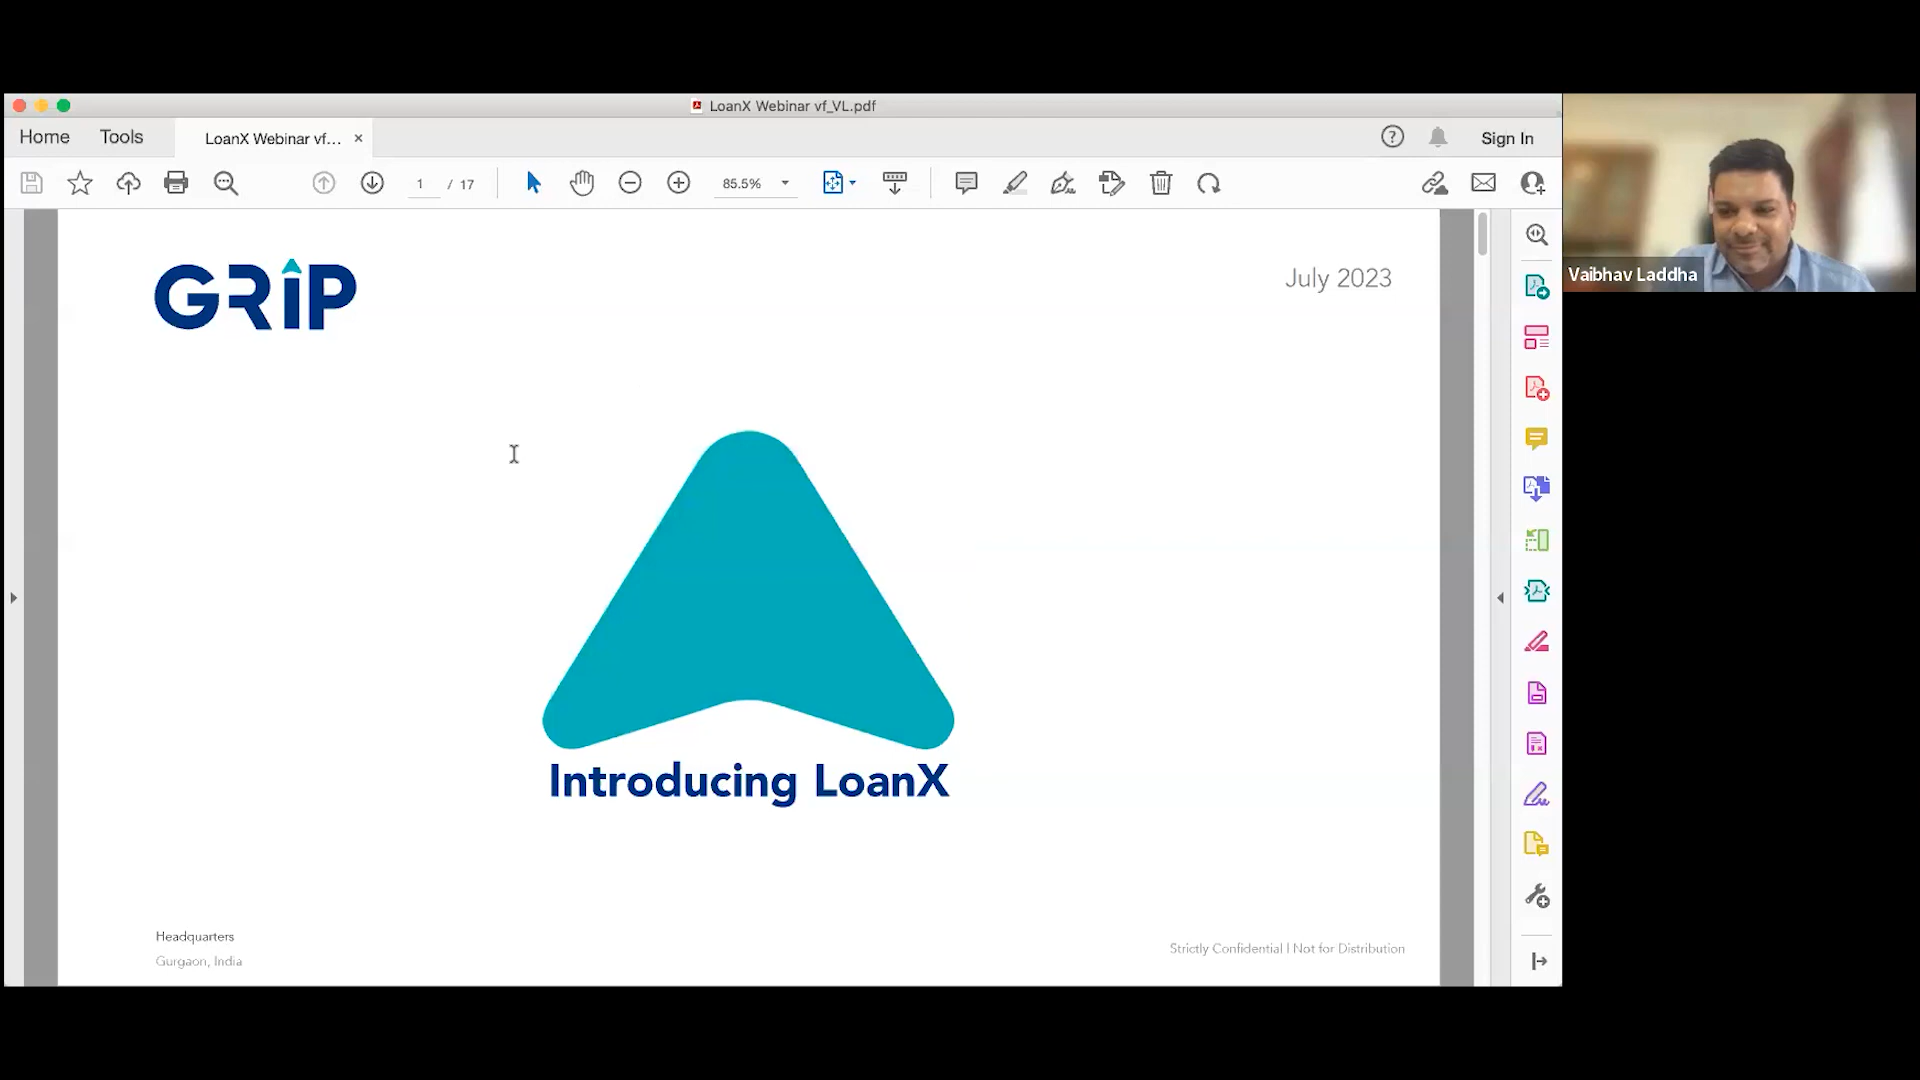 LoanX Webinar vf_VL.pdf
Home
Tools
LoanX Webinar vf... ×
Sign In
1 / 17
85.5%
GRIP
July 2023
Vaibhav Laddha
Introducing LoanX
Headquarters
Gurgaon, India
Strictly Confidential | Not for Distribution